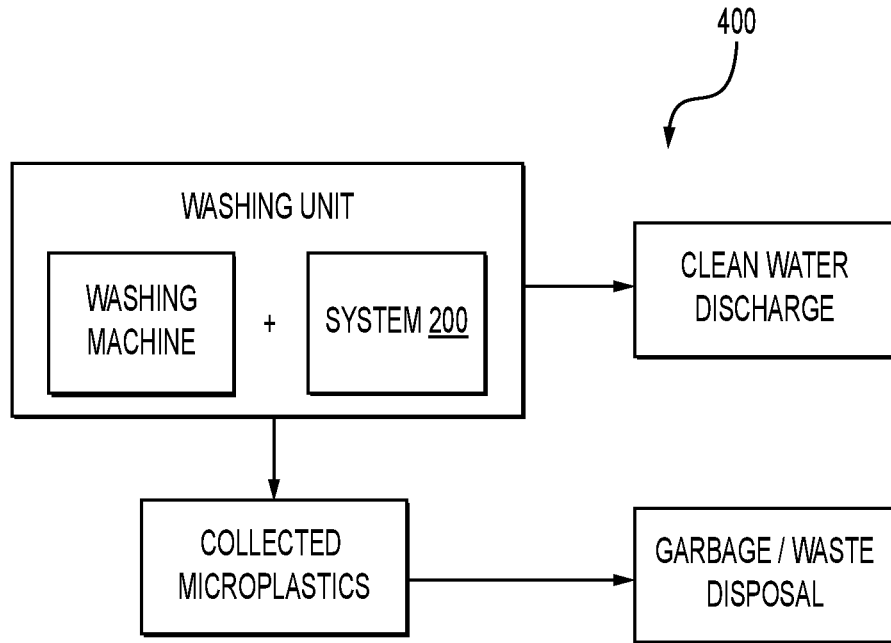 400
WASHING UNIT
WASHING
MACHINE
+
SYSTEM 200
CLEAN WATER
DISCHARGE
COLLECTED
MICROPLASTICS
GARBAGE / WASTE
DISPOSAL